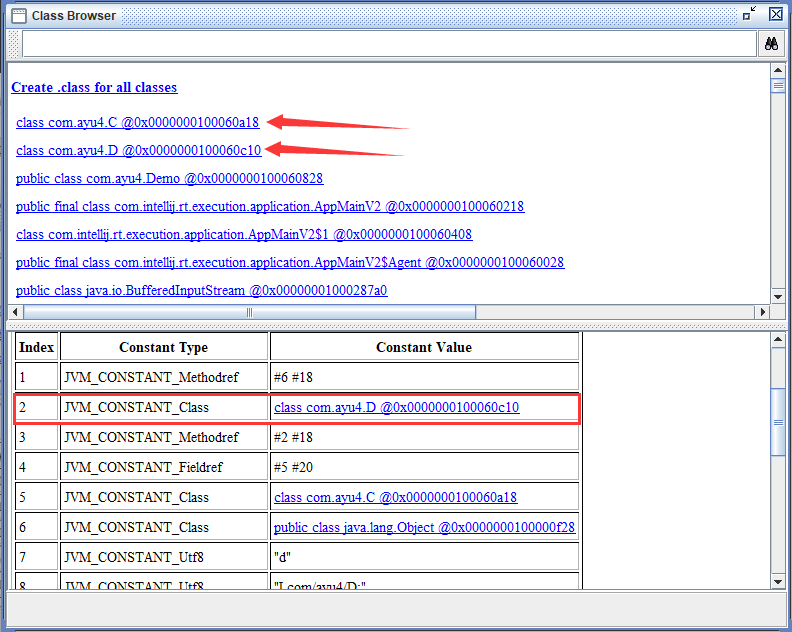 Class Browser
Create .class for all classes
class com.ayu4.C @0x0000000100060a18
class com.ayu4.D @0x0000000100060c10
public class com.ayu4.Demo @0x0000000100060828
public final class com.intellij.rt.execution.application.AppMainV2 @0x0000000100060218
class com.intellij.rt.execution.application.AppMainV2$1 @0x0000000100060408
public final class com.intellij.rt.execution.application.AppMainV2$Agent @0x0000000100060028
public class java.io.BufferedInputStream @0x00000001000287a0
Index Constant Type Constant Value
1 JVM_CONSTANT_Methodref #6 #18
2 JVM_CONSTANT_Class class com.ayu4.D @0x0000000100060c10
3 JVM_CONSTANT_Methodref #2 #18
4 JVM_CONSTANT_Fieldref #5 #20
5 JVM_CONSTANT_Class class com.ayu4.C @0x0000000100060a18
6 JVM_CONSTANT_Class public class java.lang.Object @0x0000000100000f28
7 JVM_CONSTANT_Utf8 "d"
8 JVM_CONSTANT_Utf8 "Lcom/ayu4/D;"